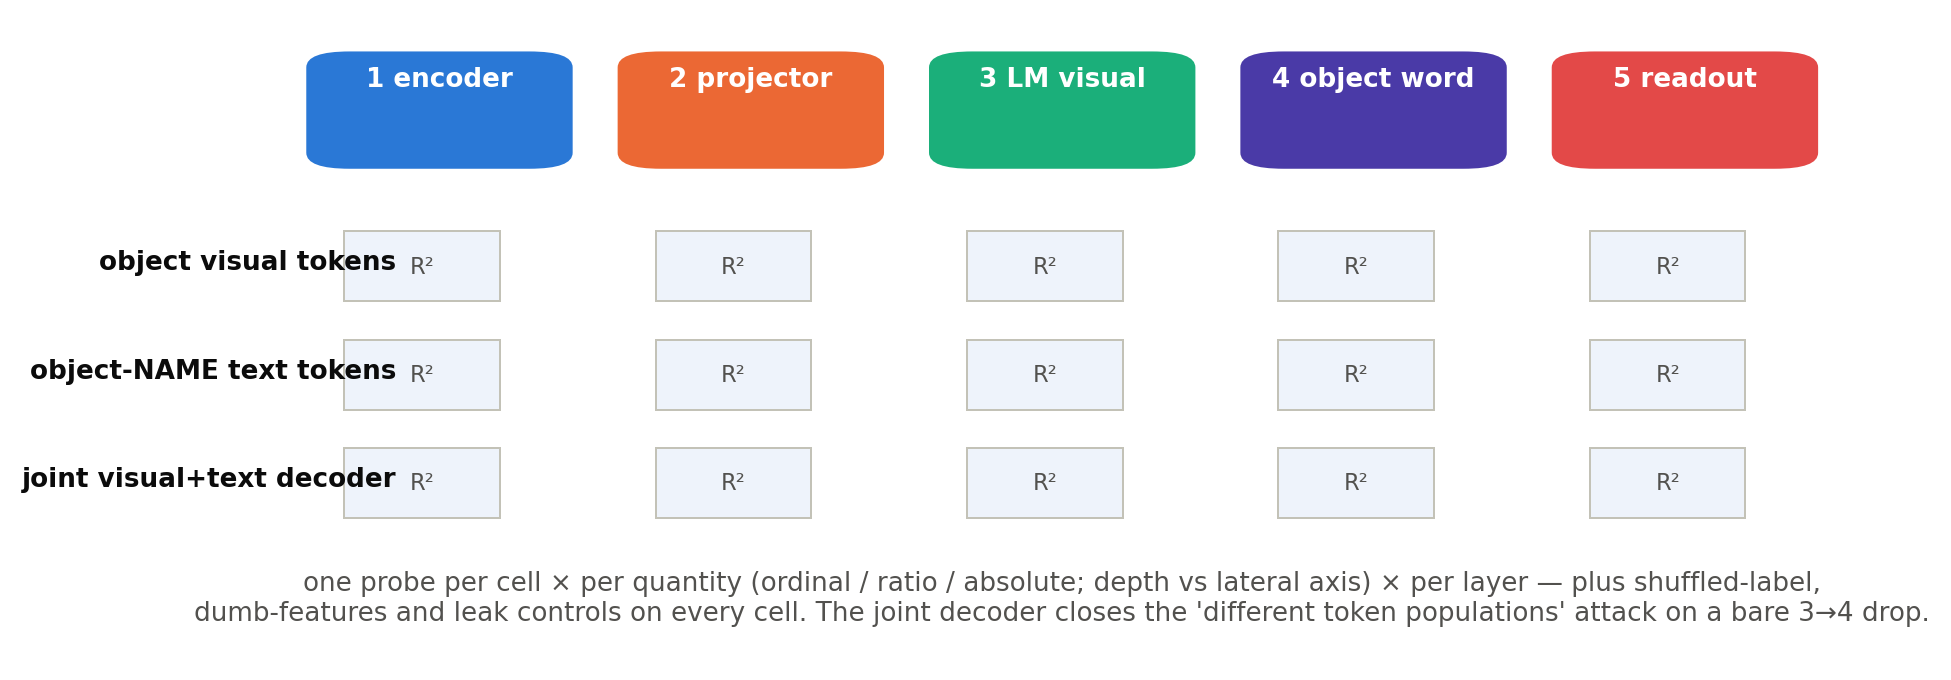 1 encoder 2 projector 3 LM visual 4 object word 5 readout
object visual tokens R² R² R² R² R²
object-NAME text tokens R² R² R² R² R²
joint visual+text decoder R² R² R² R² R²
one probe per cell × per quantity (ordinal / ratio / absolute; depth vs lateral axis) × per layer — plus shuffled-label,
dumb-features and leak controls on every cell. The joint decoder closes the 'different token populations' attack on a bare 3→4 drop.